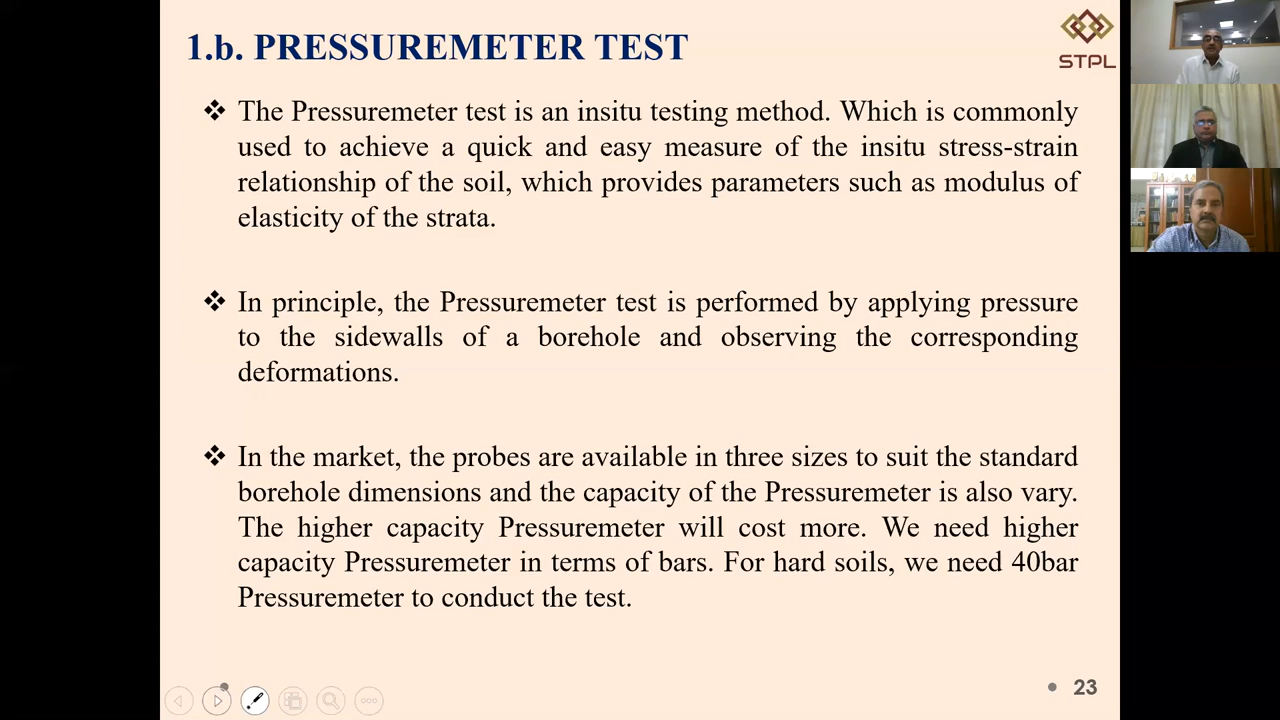 1.b. PRESSUREMETER TEST
STPL
❖ The Pressuremeter test is an insitu testing method. Which is commonly
used to achieve a quick and easy measure of the insitu stress-strain
relationship of the soil, which provides parameters such as modulus of
elasticity of the strata.
❖ In principle, the Pressuremeter test is performed by applying pressure
to the sidewalls of a borehole and observing the corresponding
deformations.
❖ In the market, the probes are available in three sizes to suit the standard
borehole dimensions and the capacity of the Pressuremeter is also vary.
The higher capacity Pressuremeter will cost more. We need higher
capacity Pressuremeter in terms of bars. For hard soils, we need 40bar
Pressuremeter to conduct the test.
• 23